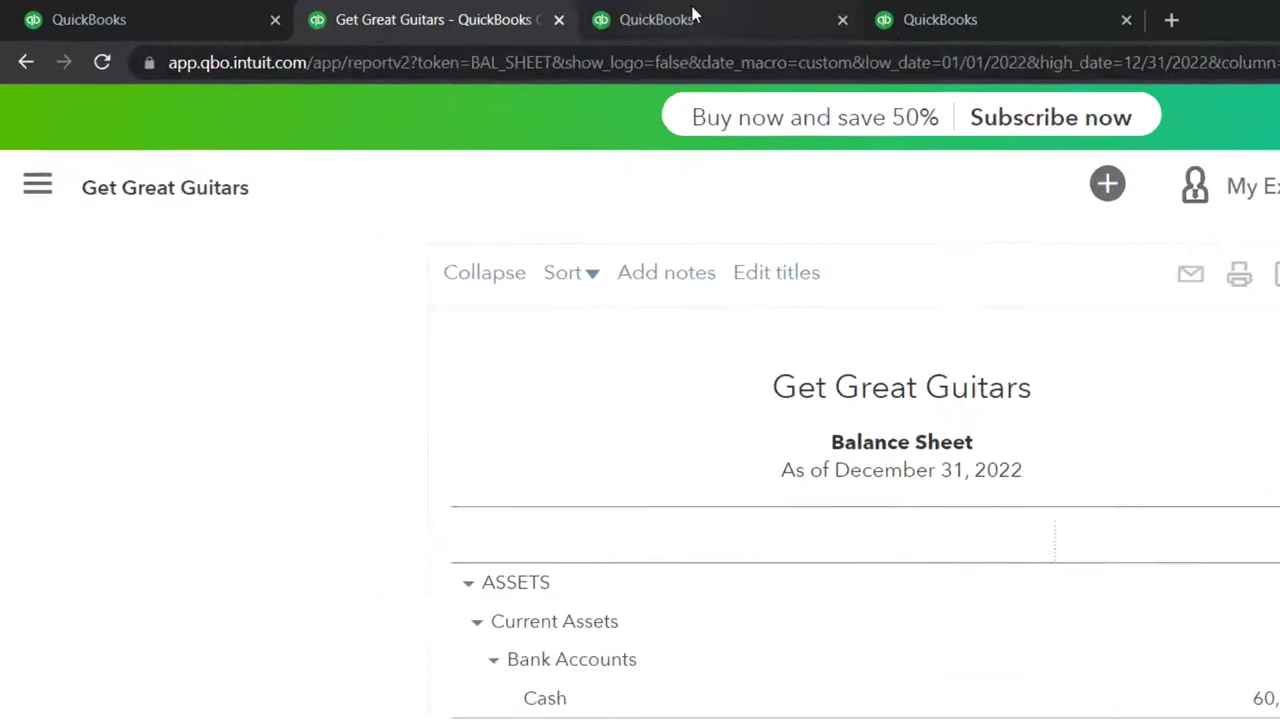 QuickBooks
Get Great Guitars - QuickBooks
QuickBooks
QuickBooks
app.qbo.intuit.com/app/reportv2?token=BAL_SHEET&show_logo=false&date_macro=custom&low_date=01/01/2022&high_date=12/31/2022&column=
Buy now and save 50% Subscribe now
Get Great Guitars
My Ex
Collapse Sort Add notes Edit titles
Get Great Guitars
Balance Sheet
As of December 31, 2022
ASSETS
Current Assets
Bank Accounts
Cash 60,